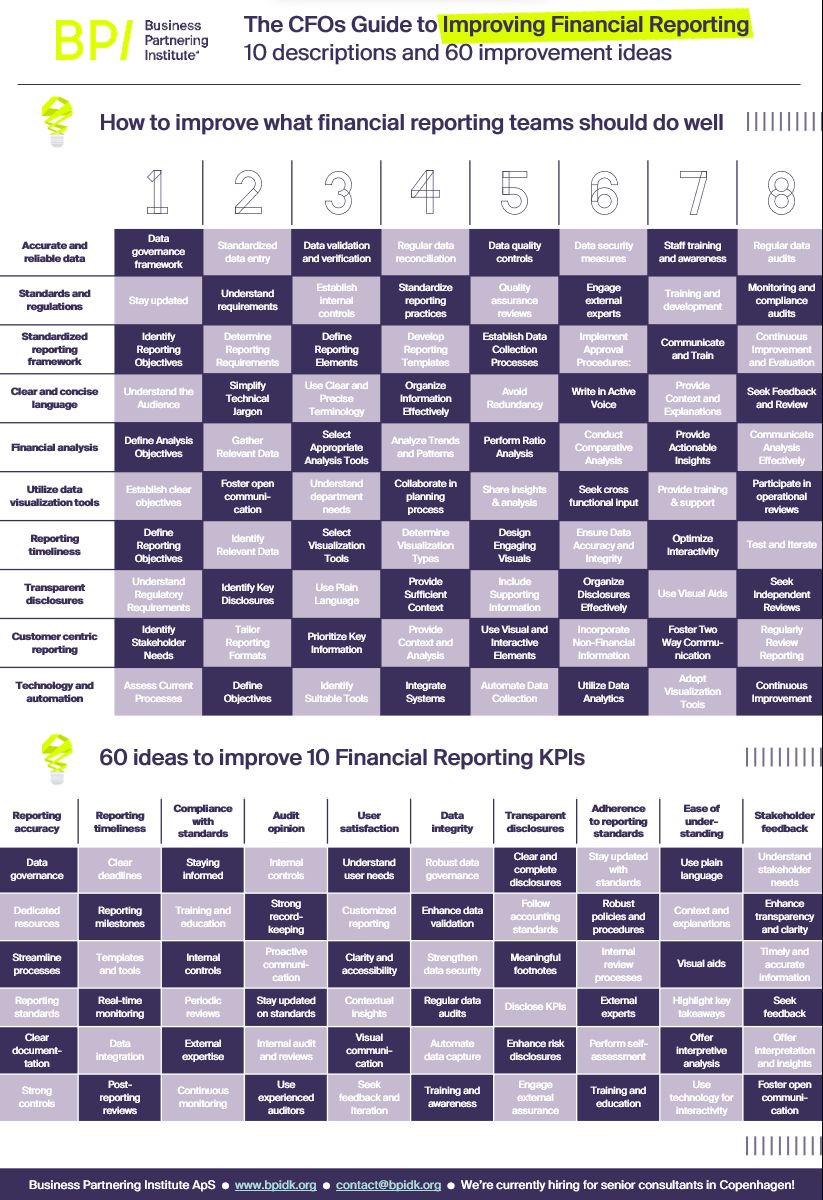 BPI
Business
Partnering
Institute
The CFOs Guide to Improving Financial Reporting
10 descriptions and 60 improvement ideas
How to improve what financial reporting teams should do well
1 2 3 4 5 6 7 8
Accurate and reliable data
Data governance framework
Standardized data entry
Data validation and verification
Regular data reconciliation
Data quality controls
Data security measures
Staff training and awareness
Regular data audits
Standards and regulations
Stay updated
Understand requirements
Establish internal controls
Standardize reporting practices
Quality assurance reviews
Engage external experts
Training and development
Monitoring and compliance audits
Standardized reporting framework
Identify Reporting Objectives
Determine Reporting Requirements
Define Reporting Elements
Develop Reporting Templates
Establish Data Collection Processes
Implement Approval Procedures:
Communicate and Train
Continuous Improvement and Evaluation
Clear and concise language
Understand the Audience
Simplify Technical Jargon
Use Clear and Precise Terminology
Organize Information Effectively
Avoid Redundancy
Write in Active Voice
Provide Context and Explanations
Seek Feedback and Review
Financial analysis
Define Analysis Objectives
Gather Relevant Data
Select Appropriate Analysis Tools
Analyze Trends and Patterns
Perform Ratio Analysis
Conduct Comparative Analysis
Provide Actionable Insights
Communicate Analysis Effectively
Utilize data visualization tools
Establish clear objectives
Foster open communi-cation
Understand department needs
Collaborate in planning process
Share insights & analysis
Seek cross functional input
Provide training & support
Participate in operational reviews
Reporting timeliness
Define Reporting Objectives
Identify Relevant Data
Select Visualization Tools
Determine Visualization Types
Design Engaging Visuals
Ensure Data Accuracy and Integrity
Optimize Interactivity
Test and Iterate
Transparent disclosures
Understand Regulatory Requirements
Identify Key Disclosures
Use Plain Language
Provide Sufficient Context
Include Supporting Information
Organize Disclosures Effectively
Use Visual Aids
Seek Independent Reviews
Customer centric reporting
Identify Stakeholder Needs
Tailor Reporting Formats
Prioritize Key Information
Provide Context and Analysis
Use Visual and Interactive Elements
Incorporate Non-Financial Information
Foster Two Way Commu-nication
Regularly Review Reporting
Technology and automation
Assess Current Processes
Define Objectives
Identify Suitable Tools
Integrate Systems
Automate Data Collection
Utilize Data Analytics
Adopt Visualization Tools
Continuous Improvement
60 ideas to improve 10 Financial Reporting KPIs
Reporting accuracy
Reporting timeliness
Compliance with standards
Audit opinion
User satisfaction
Data integrity
Transparent disclosures
Adherence to reporting standards
Ease of under-standing
Stakeholder feedback
Data governance
Clear deadlines
Staying informed
Internal controls
Understand user needs
Robust data governance
Clear and complete disclosures
Stay updated with standards
Use plain language
Understand stakeholder needs
Dedicated resources
Reporting milestones
Training and education
Strong record-keeping
Customized reporting
Enhance data validation
Follow accounting standards
Robust policies and procedures
Context and explanations
Enhance transparency and clarity
Streamline processes
Templates and tools
Internal controls
Proactive communi-cation
Clarity and accessibility
Strengthen data security
Meaningful footnotes
Internal review processes
Visual aids
Timely and accurate information
Reporting standards
Real-time monitoring
Periodic reviews
Stay updated on standards
Contextual insights
Regular data audits
Disclose KPIs
External experts
Highlight key takeaways
Seek feedback
Clear document-tation
Data integration
External expertise
Internal audit and reviews
Visual communi-cation
Automate data capture
Enhance risk disclosures
Perform self-assessment
Offer interpretive analysis
Offer interpretation and insights
Strong controls
Post-reporting reviews
Continuous monitoring
Use experienced auditors
Seek feedback and iteration
Training and awareness
Engage external assurance
Training and education
Use technology for interactivity
Foster open communi-cation
Business Partnering Institute ApS ● www.bpidk.org ● contact@bpidk.org ● We're currently hiring for senior consultants in Copenhagen!